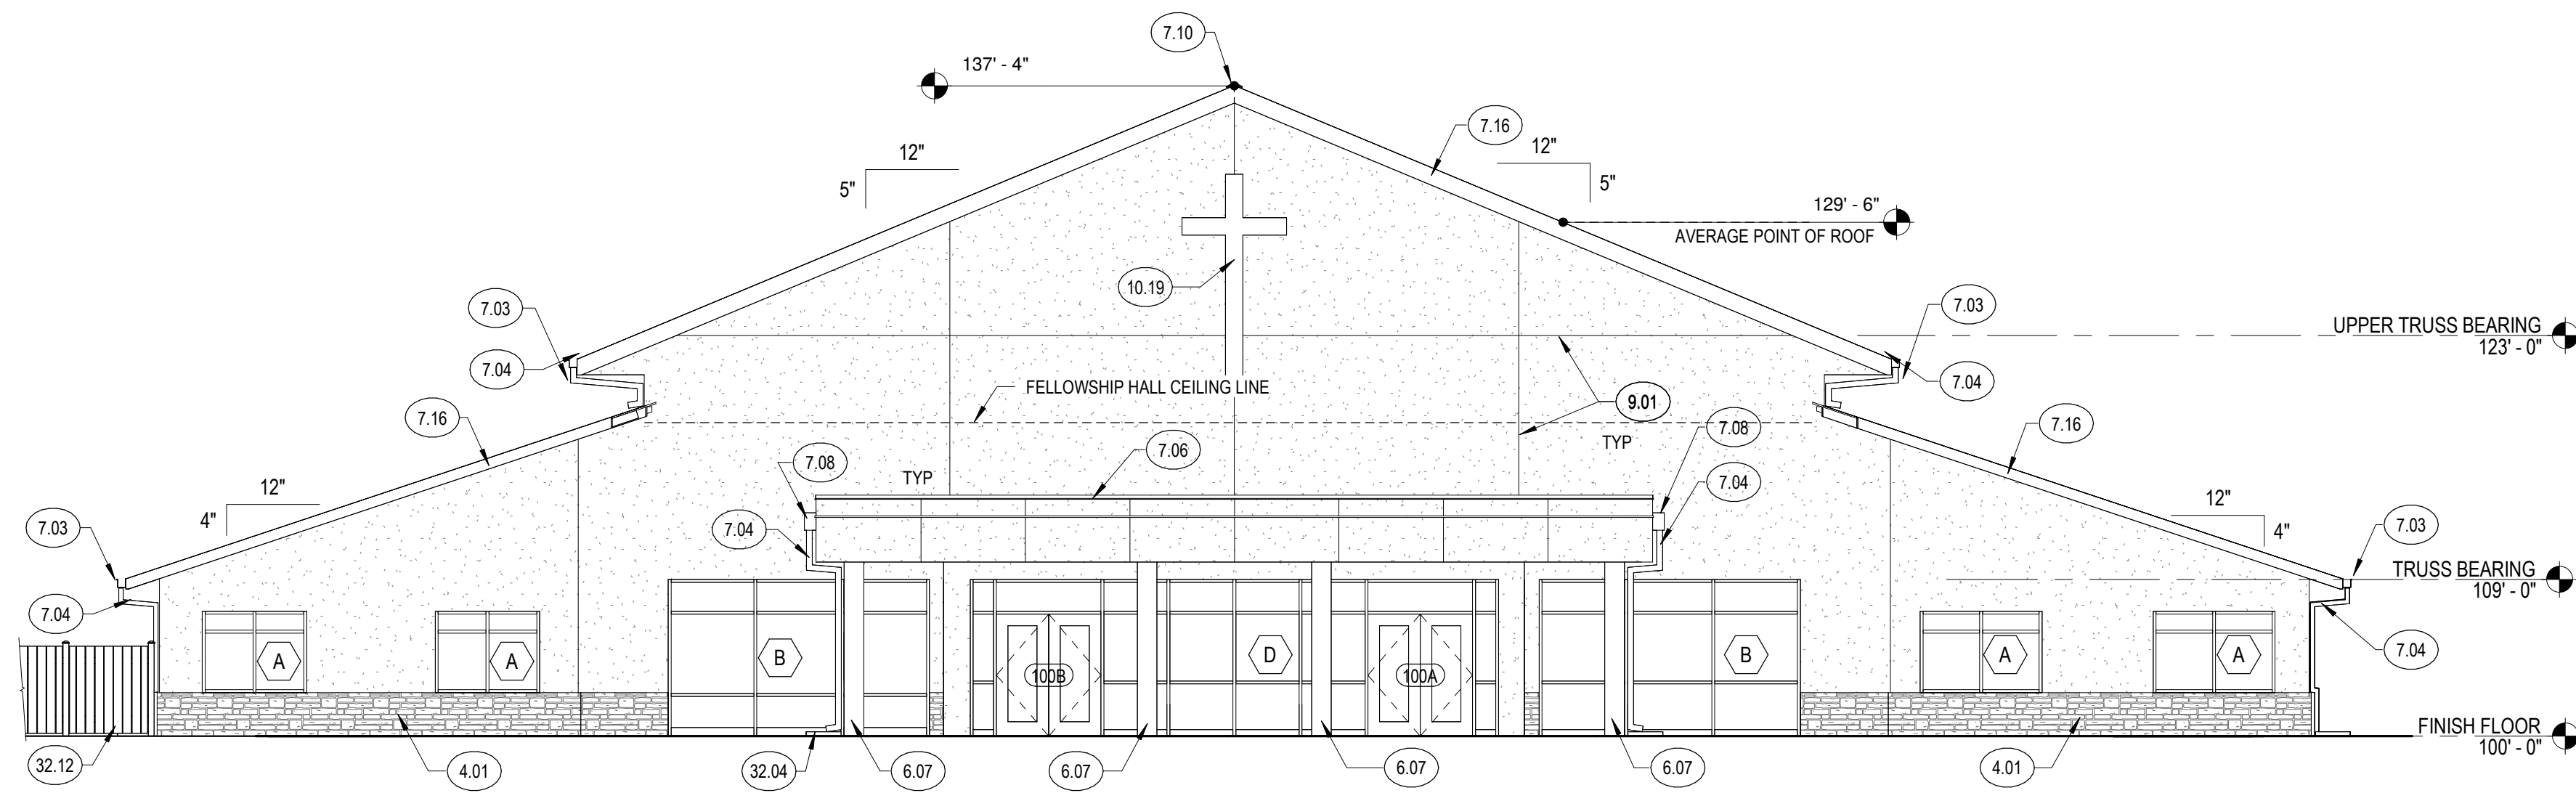 7.10
137' - 4"
7.16
12"
5"
12"
5"
129' - 6"
AVERAGE POINT OF ROOF
10.19
7.03
7.03
UPPER TRUSS BEARING
123' - 0"
7.04
7.04
FELLOWSHIP HALL CEILING LINE
9.01
7.16
7.16
7.08
TYP
7.06
TYP
7.08
12"
4"
7.04
12"
4"
7.03
7.04
7.03
TRUSS BEARING
109' - 0"
7.04
7.04
A
A
B
100B
D
100A
B
A
A
FINISH FLOOR
100' - 0"
32.12
4.01
32.04
6.07
6.07
6.07
6.07
4.01